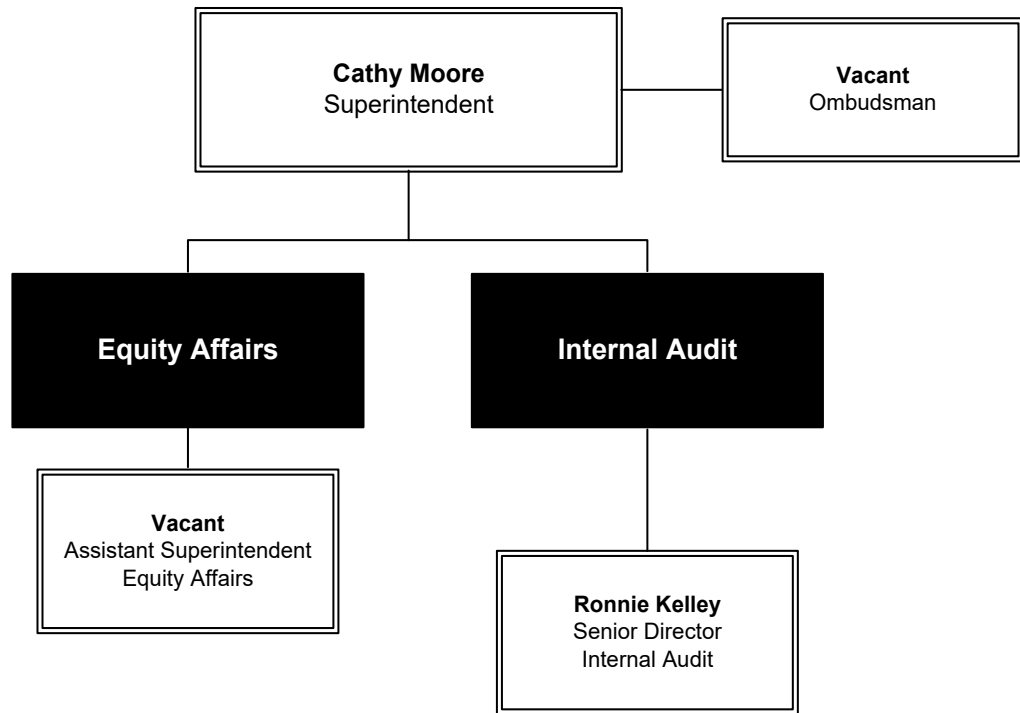 Cathy Moore
Superintendent
Vacant
Ombudsman
Equity Affairs
Internal Audit
Vacant
Assistant Superintendent
Equity Affairs
Ronnie Kelley
Senior Director
Internal Audit